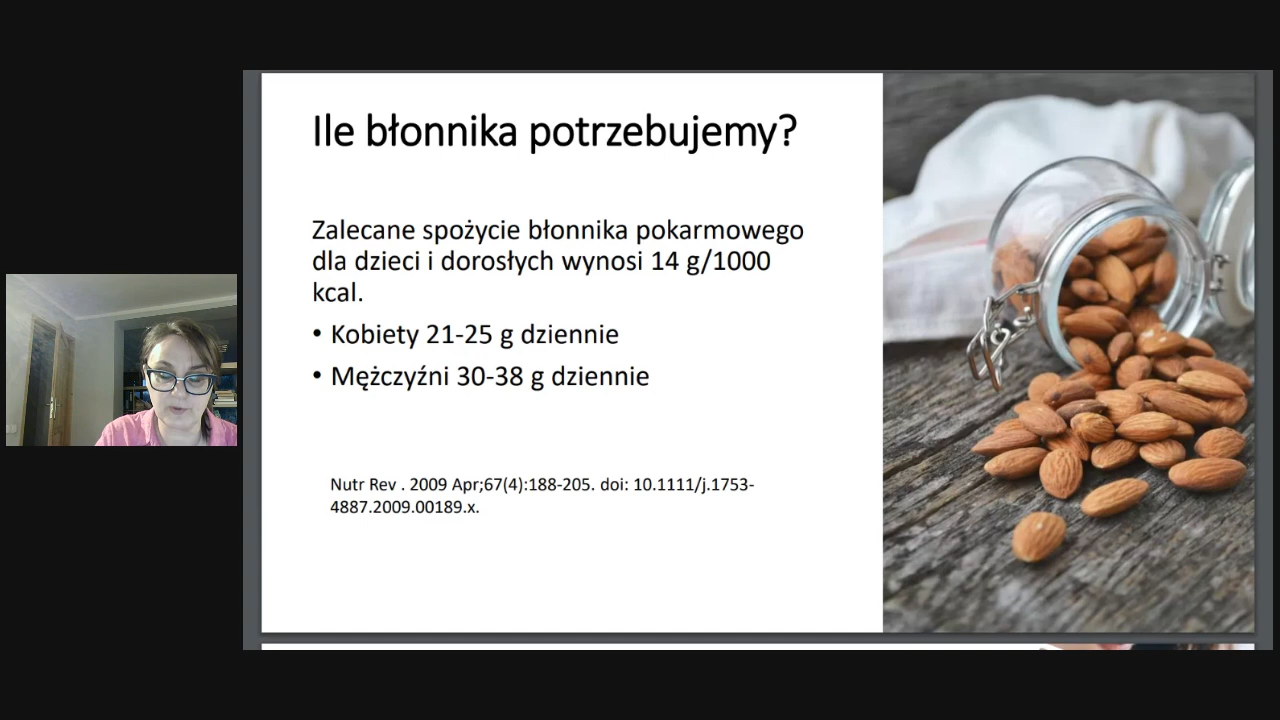 Ile błonnika potrzebujemy?
Zalecane spożycie błonnika pokarmowego
dla dzieci i dorosłych wynosi 14 g/1000
kcal.
• Kobiety 21-25 g dziennie
• Mężczyźni 30-38 g dziennie
Nutr Rev . 2009 Apr;67(4):188-205. doi: 10.1111/j.1753-
4887.2009.00189.x.